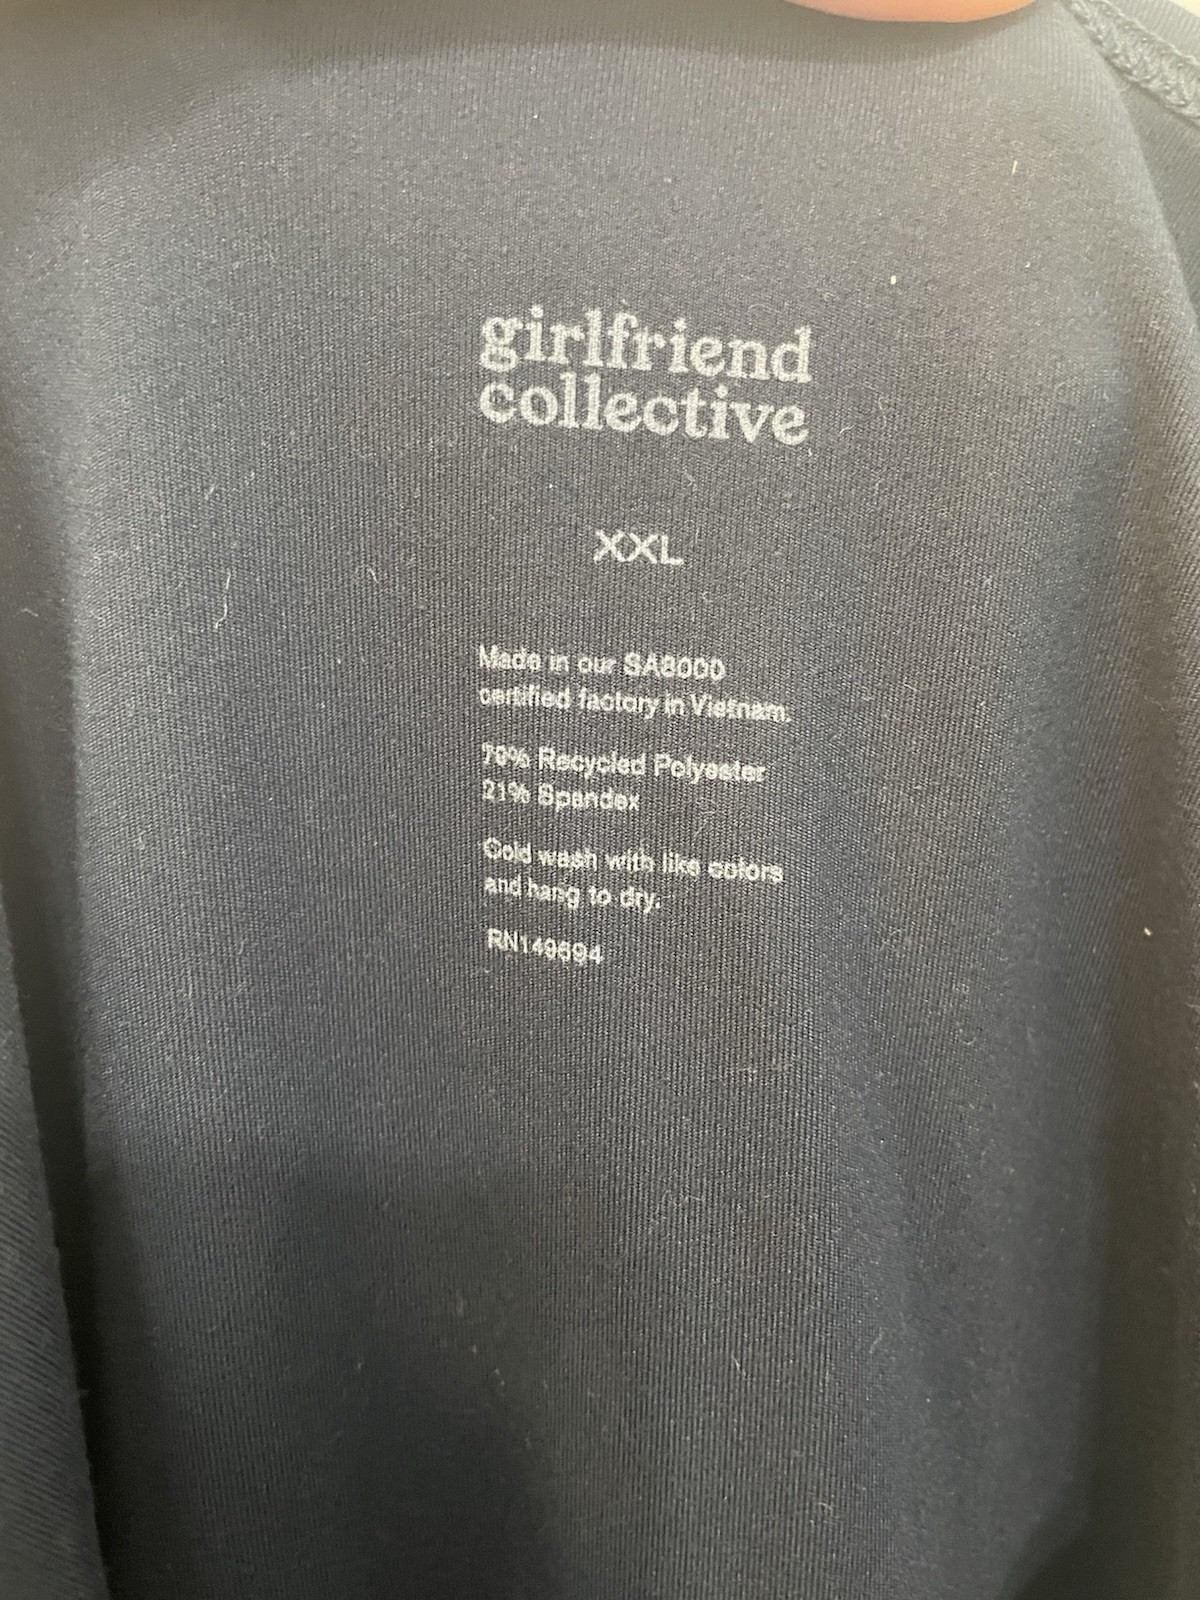 girlfriend
collective
XXL
Made in our SA8000
certified factory in Vietnam.
79% Recycled Polyester
21% Spandex
Cold wash with like colors
and hang to dry.
RN149694